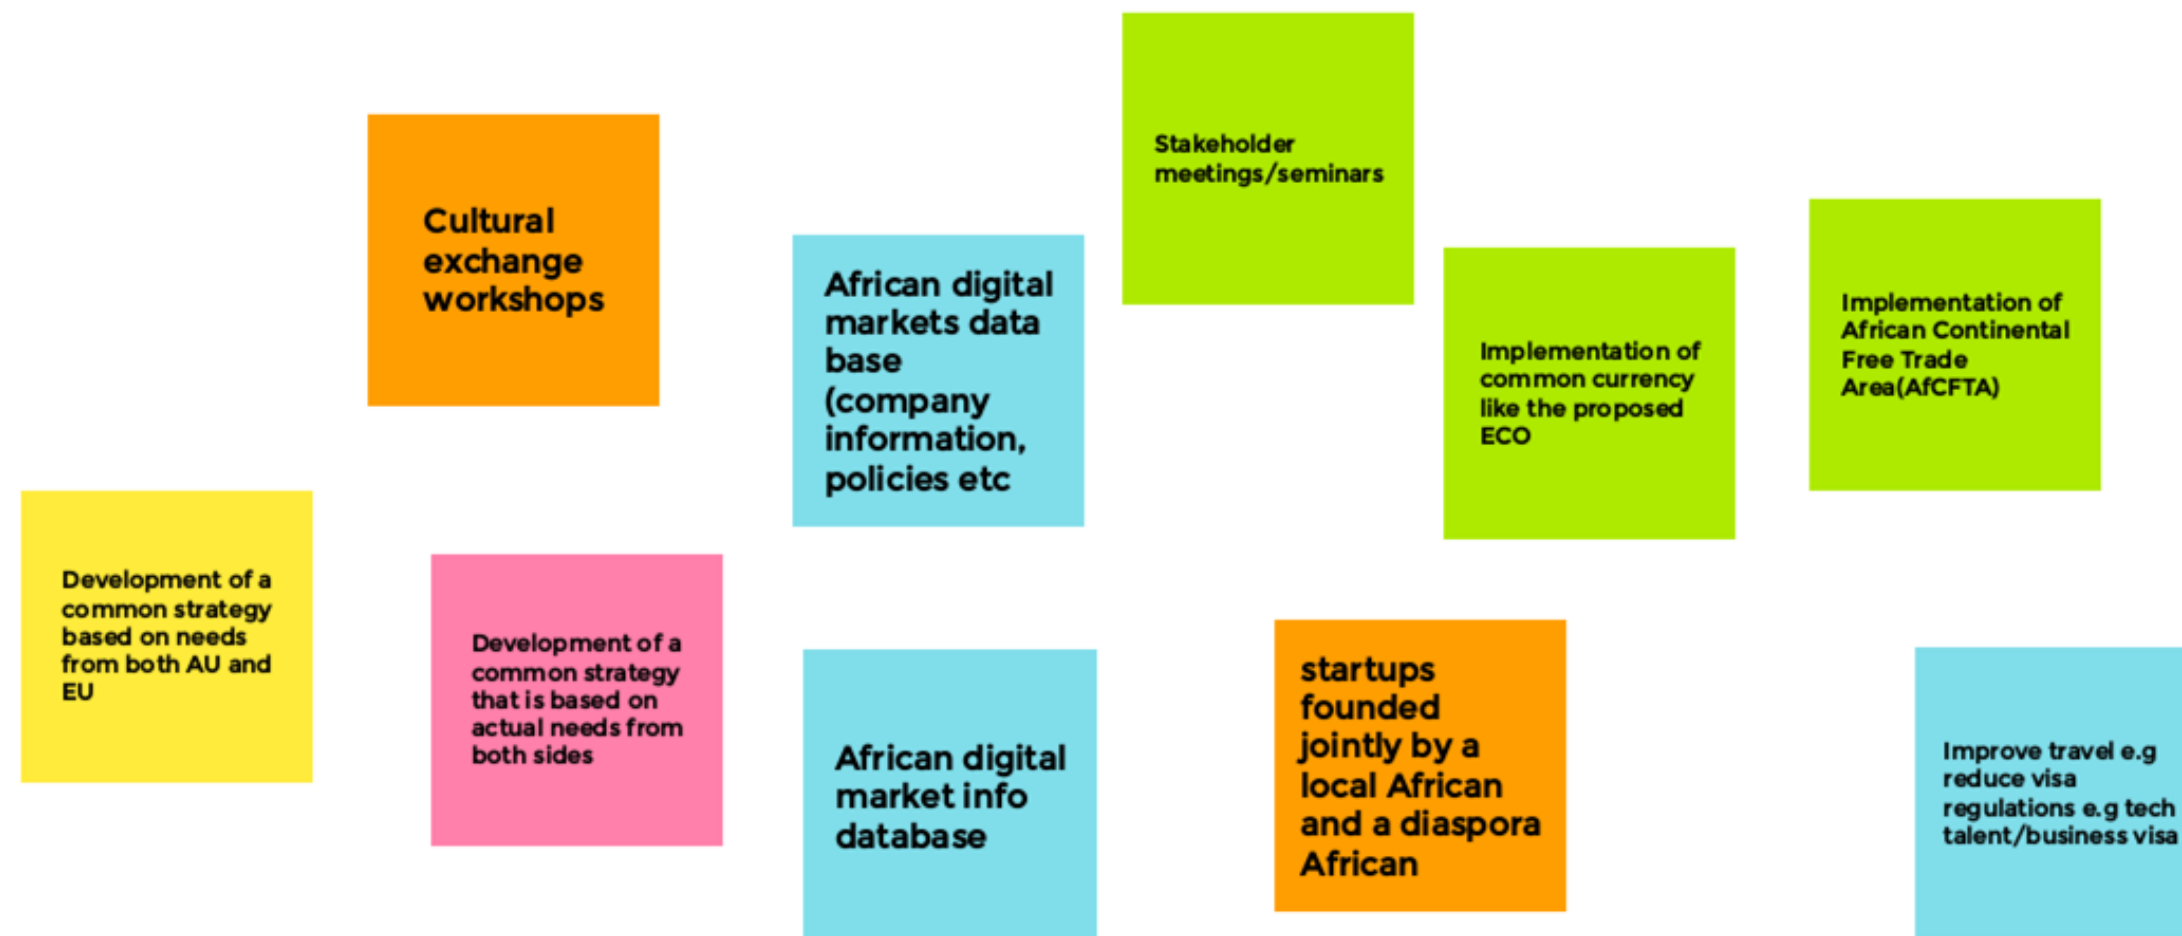 Stakeholder
meetings/seminars
Cultural
exchange
workshops
African digital
markets data
base
(company
information,
policies etc
Implementation of
common currency
like the proposed
ECO
Implementation of
African Continental
Free Trade
Area(AfCFTA)
Development of a
common strategy
based on needs
from both AU and
EU
Development of a
common strategy
that is based on
actual needs from
both sides
African digital
market info
database
startups
founded
jointly by a
local African
and a diaspora
African
Improve travel e.g
reduce visa
regulations e.g tech
talent/business visa